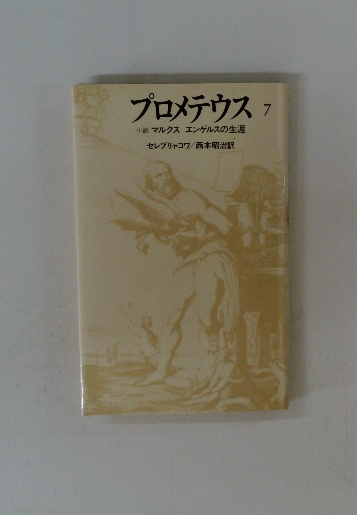 プロメテウス 7
小説 マルクス エンゲルスの生涯
セレブリャコワ/西本昭治訳